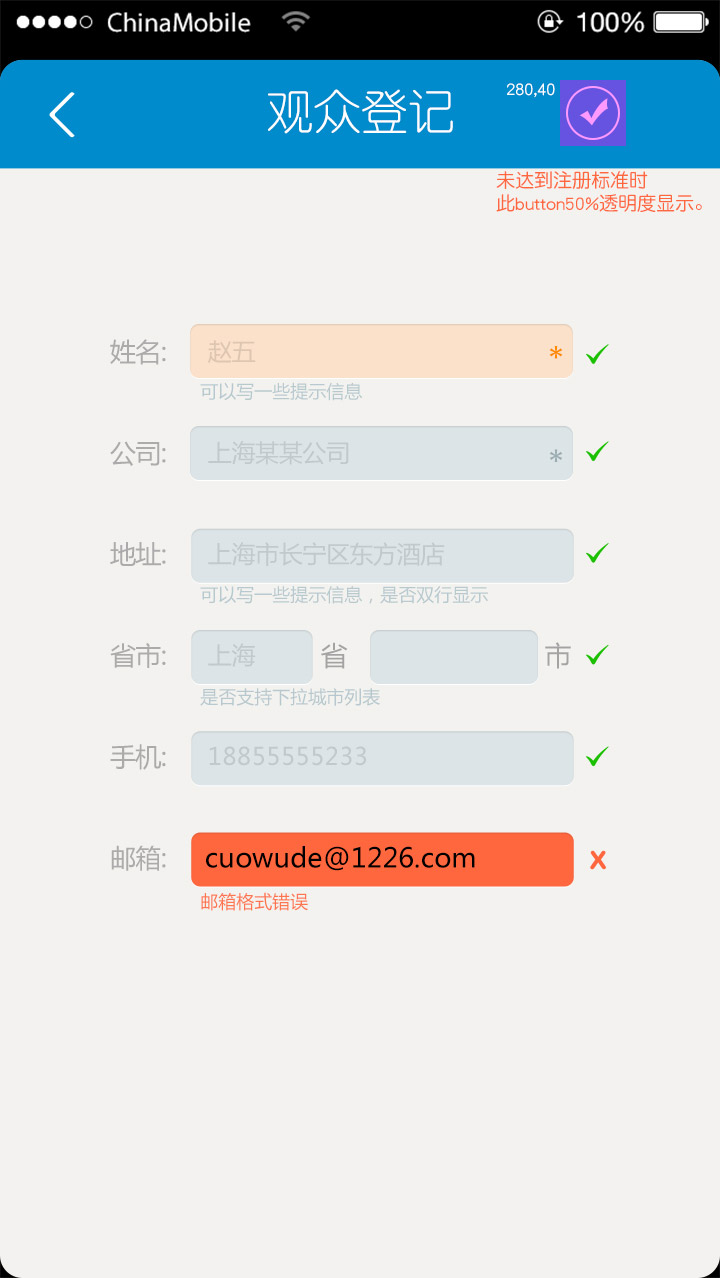 ChinaMobile 100%
观众登记
280,40
未达到注册标准时
此button50%透明度显示。
姓名: 赵五 *
可以写一些提示信息
公司: 上海某某公司 *
地址: 上海市长宁区东方酒店
可以写一些提示信息，是否双行显示
省市: 上海 省 市
是否支持下拉城市列表
手机: 18855555233
邮箱: cuowude@1226.com
邮箱格式错误